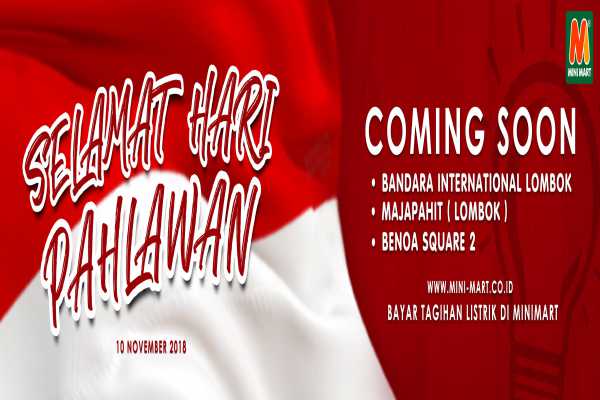 SELAMAT HARI
PAHLAWAN
10 NOVEMBER 2018
M
MINI MART
COMING SOON
• BANDARA INTERNATIONAL LOMBOK
• MAJAPAHIT ( LOMBOK )
• BENOA SQUARE 2
WWW.MINI-MART.CO.ID
BAYAR TAGIHAN LISTRIK DI MINIMART